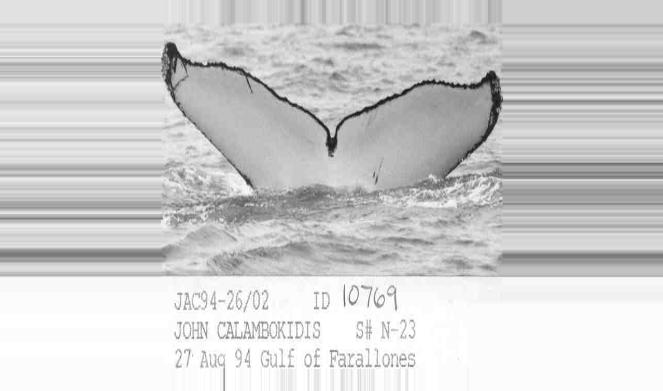 JAC94-26/02 ID 10769
JOHN CALAMBOKIDIS S# N-23
27 Aug 94 Gulf of Farallones